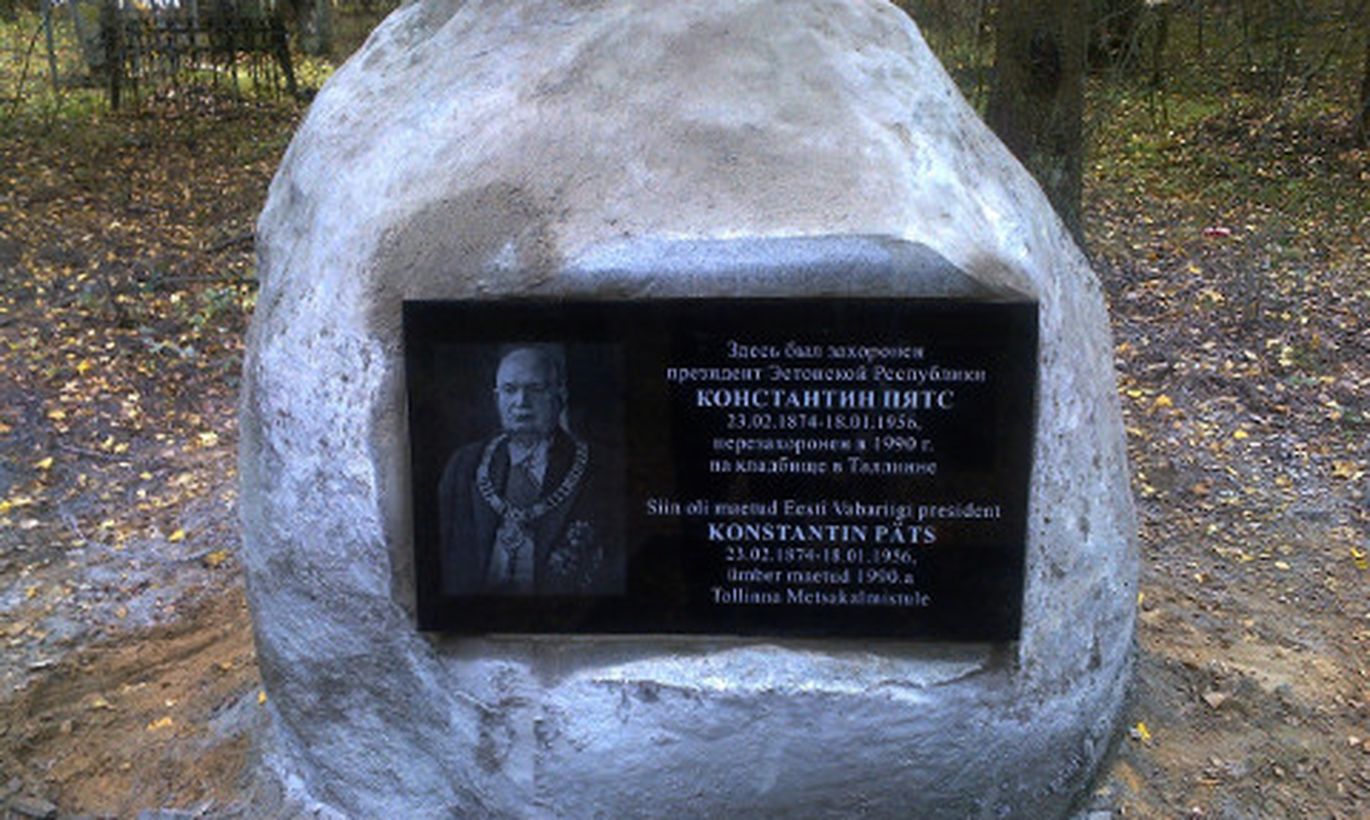 Здесь был захоронен
президент Эстонской Республики
КОНСТАНТИН ПЯТС
23.02.1874-18.01.1956,
перезахоронен в 1990 г.
на кладбище в Таллинне
Siin oli maetud Eesti Vabariigi president
KONSTANTIN PÄTS
23.02.1874-18.01.1956,
ümber maetud 1990.a
Tollinna Metsakalmistule